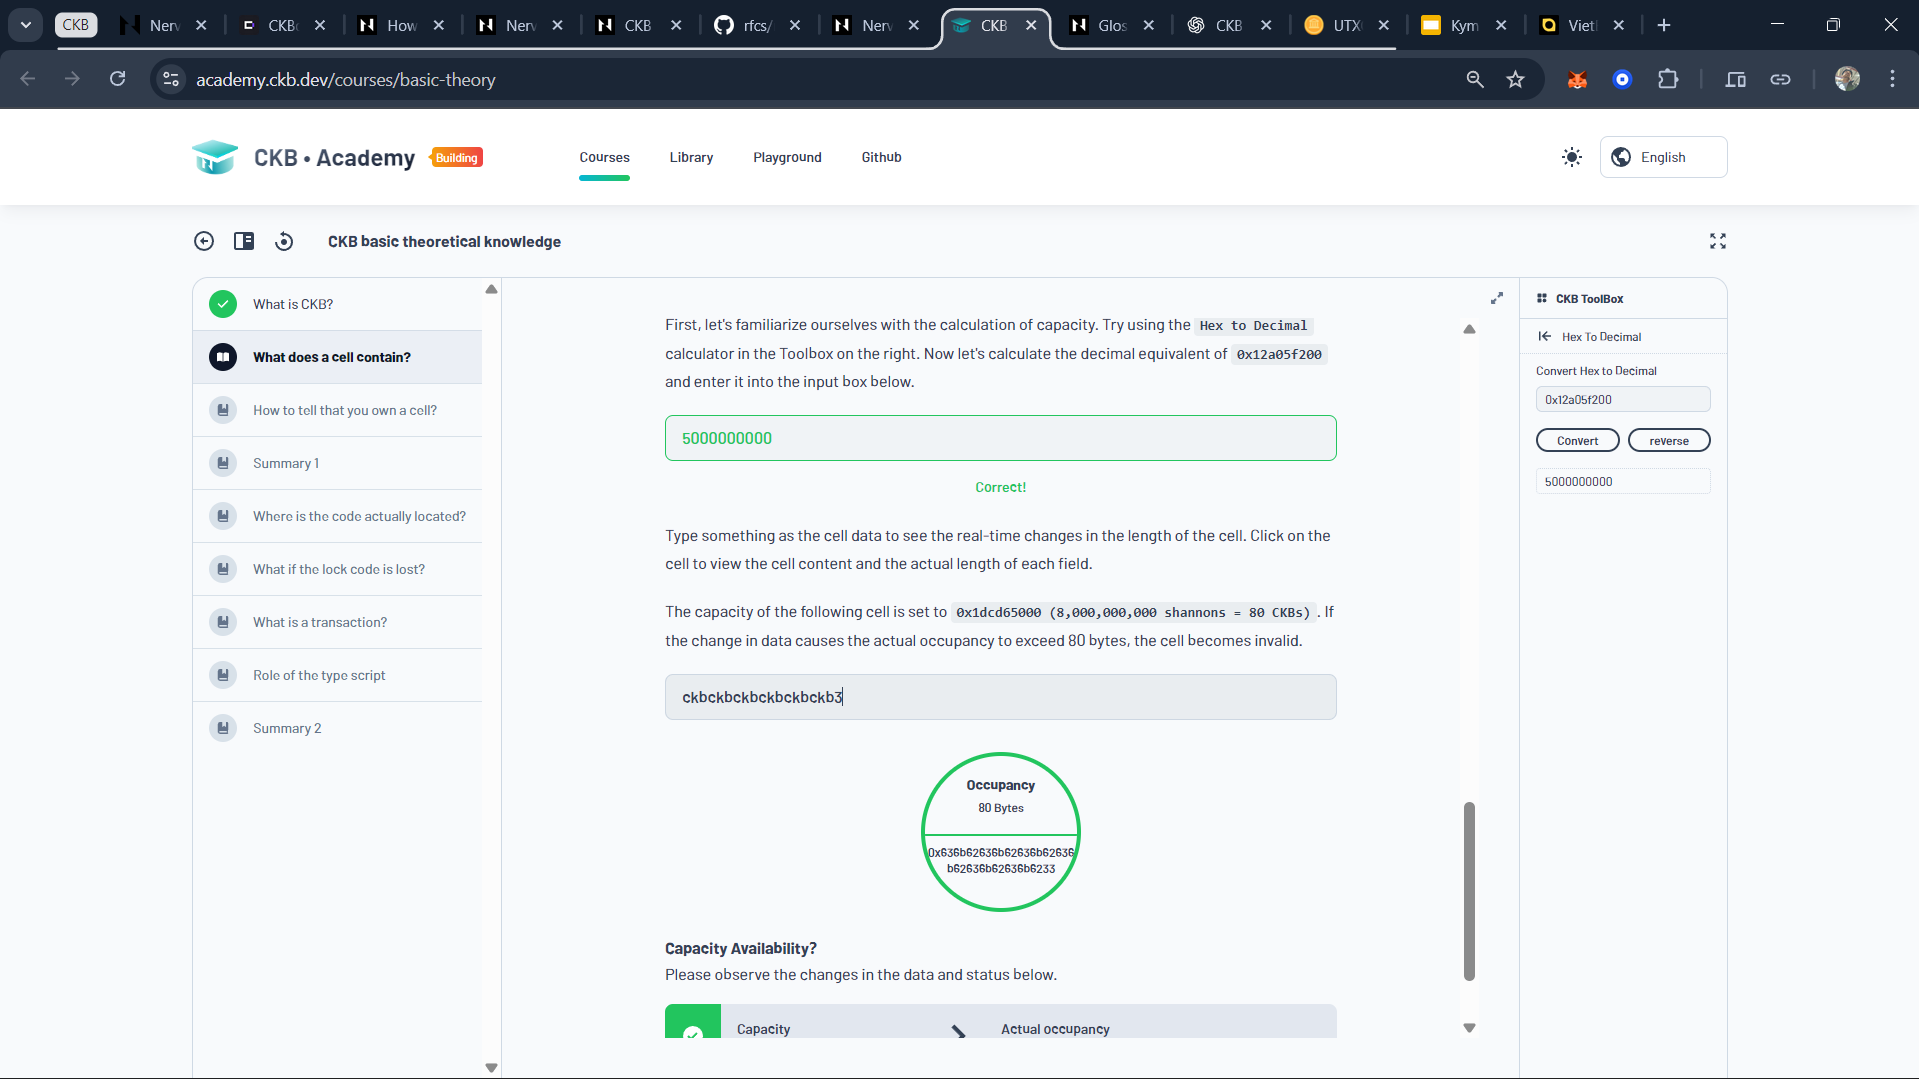 CKB
Nerv
CKB
How
Nerv
CKB
rfcs/
Nerv
CKB
Glos
CKB
UTX
Kym
Viet
academy.ckb.dev/courses/basic-theory
CKB • Academy
Building
Courses
Library
Playground
Github
English
CKB basic theoretical knowledge
What is CKB?
What does a cell contain?
How to tell that you own a cell?
Summary 1
Where is the code actually located?
What if the lock code is lost?
What is a transaction?
Role of the type script
Summary 2
First, let's familiarize ourselves with the calculation of capacity. Try using the Hex to Decimal
calculator in the Toolbox on the right. Now let's calculate the decimal equivalent of 0x12a05f200
and enter it into the input box below.
5000000000
Correct!
Type something as the cell data to see the real-time changes in the length of the cell. Click on the
cell to view the cell content and the actual length of each field.
The capacity of the following cell is set to 0x1dcd65000 (8,000,000,000 shannons = 80 CKBs) . If
the change in data causes the actual occupancy to exceed 80 bytes, the cell becomes invalid.
ckbckbckbckbckbckb3
Occupancy
80 Bytes
0x636b62636b62636b62636
b62636b62636b6233
Capacity Availability?
Please observe the changes in the data and status below.
Capacity
Actual occupancy
CKB ToolBox
Hex To Decimal
Convert Hex to Decimal
0x12a05f200
Convert
reverse
5000000000